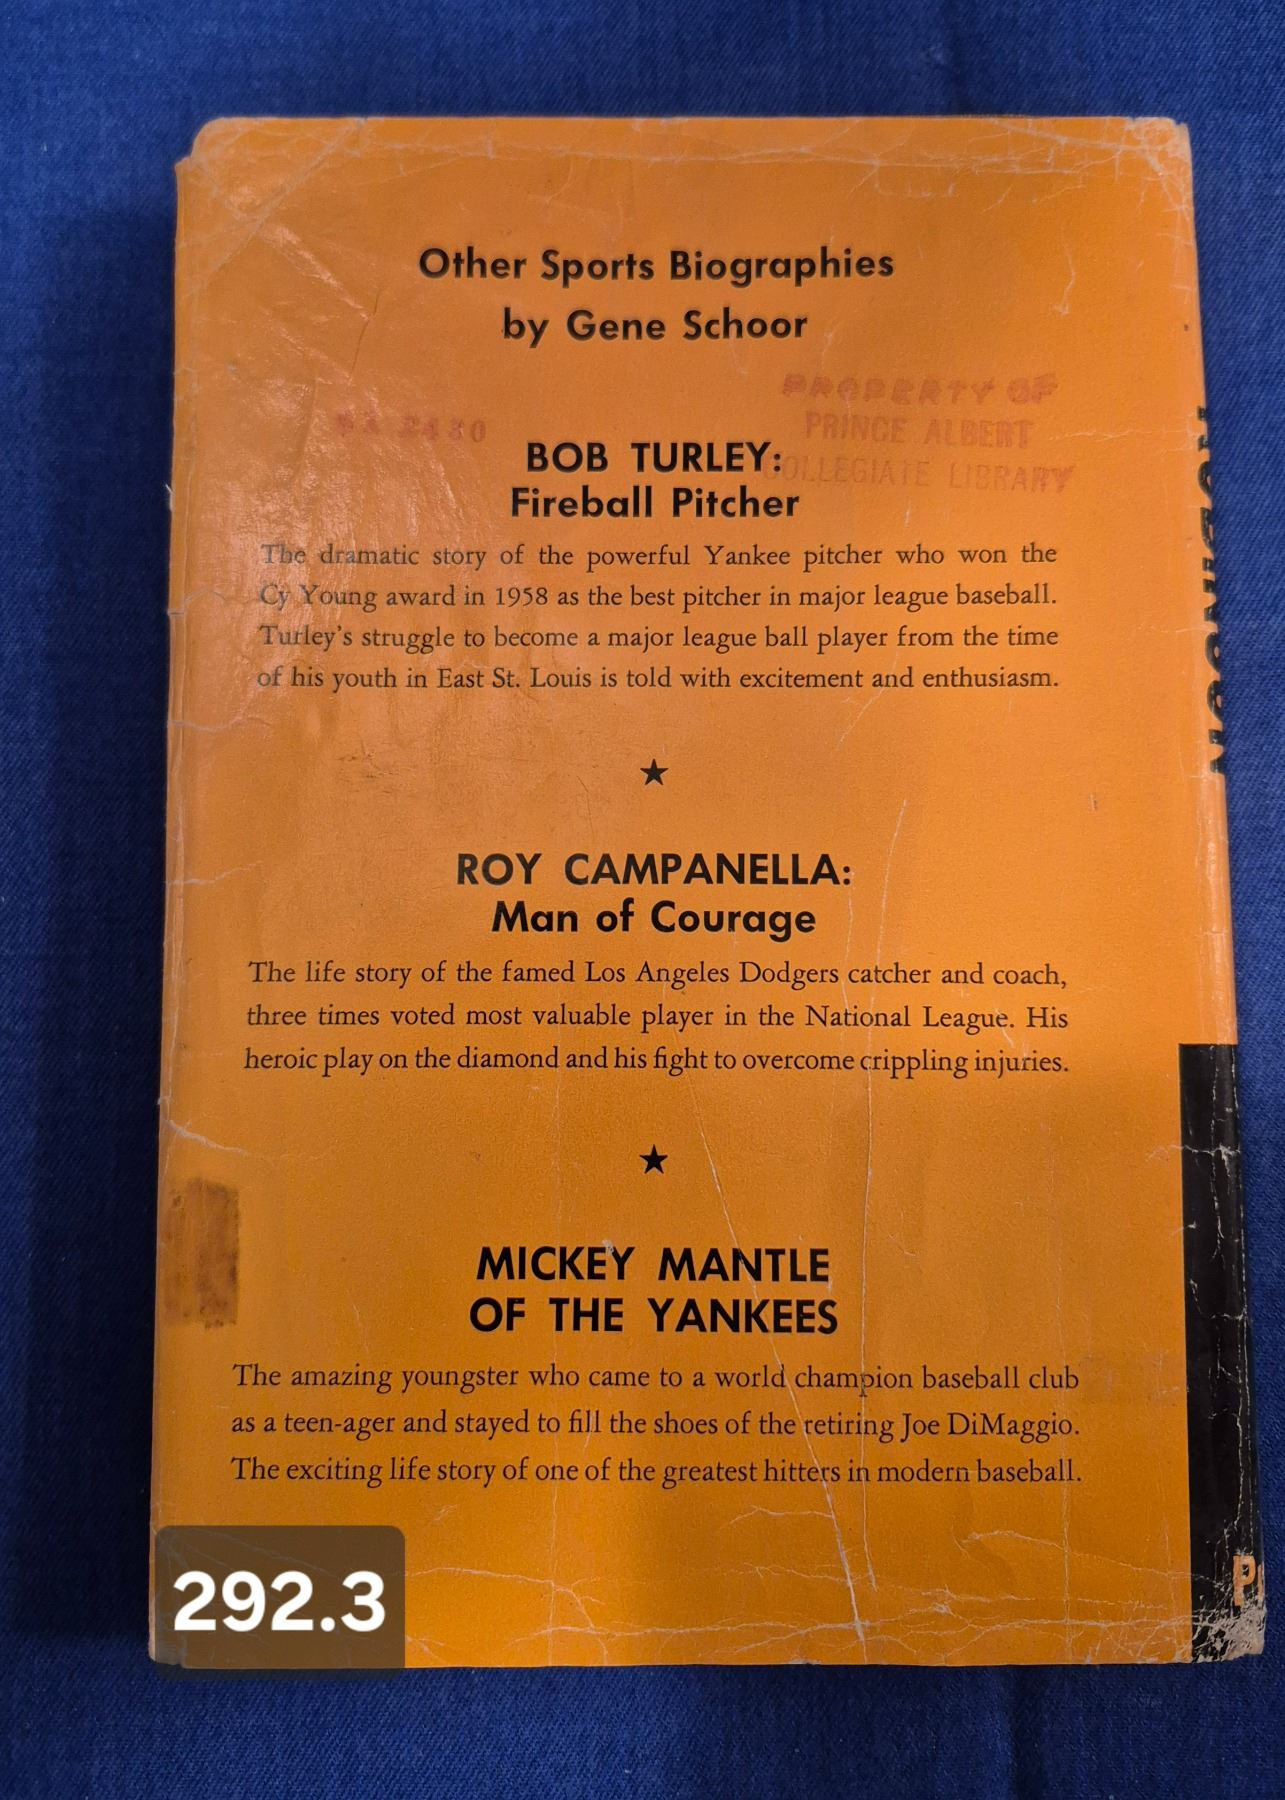 Other Sports Biographies
by Gene Schoor
PROPERTY OF
PRINCE ALBERT
COLLEGIATE LIBRARY
BOB TURLEY:
Fireball Pitcher
The dramatic story of the powerful Yankee pitcher who won the
Cy Young award in 1958 as the best pitcher in major league baseball.
Turley's struggle to become a major league ball player from the time
of his youth in East St. Louis is told with excitement and enthusiasm.
ROY CAMPANELLA:
Man of Courage
The life story of the famed Los Angeles Dodgers catcher and coach,
three times voted most valuable player in the National League. His
heroic play on the diamond and his fight to overcome crippling injuries.
MICKEY MANTLE
OF THE YANKEES
The amazing youngster who came to a world champion baseball club
as a teen-ager and stayed to fill the shoes of the retiring Joe DiMaggio.
The exciting life story of one of the greatest hitters in modern baseball.
292.3